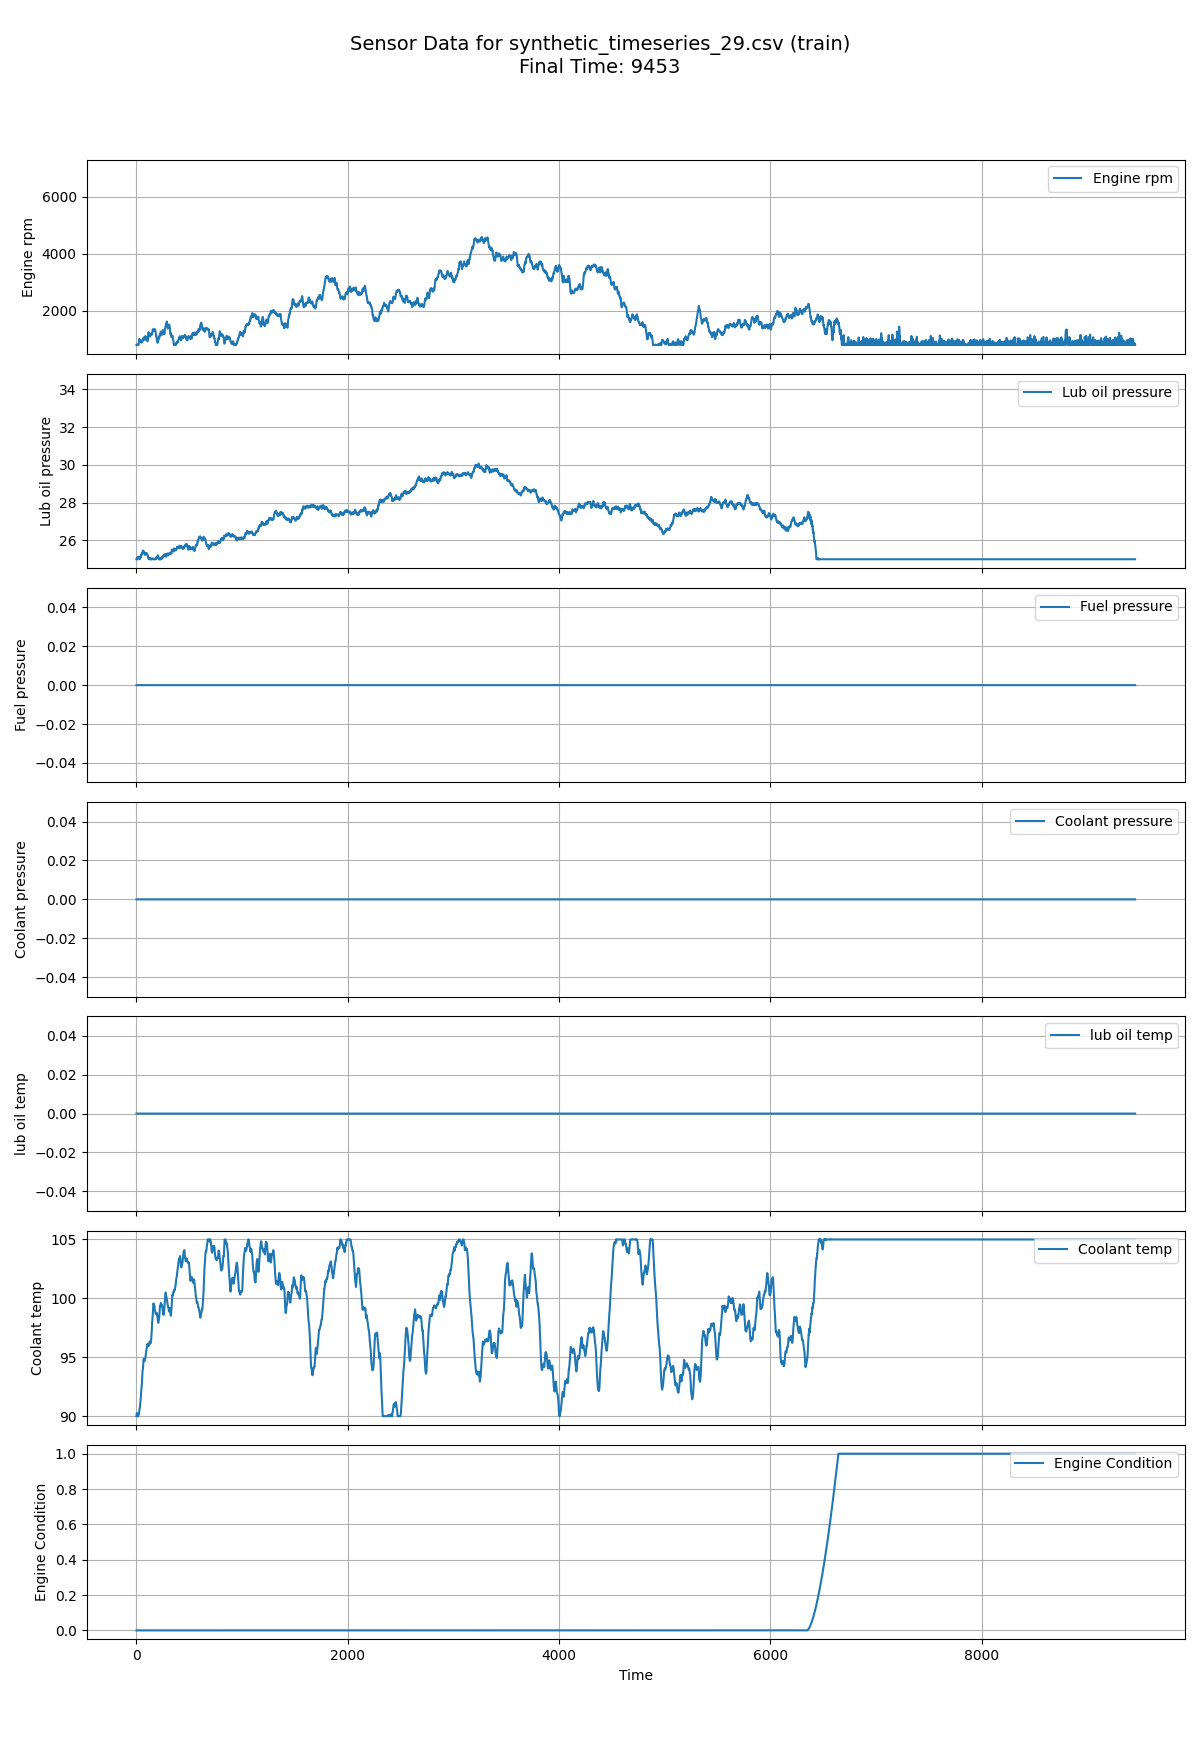 Sensor Data for synthetic_timeseries_29.csv (train)
Final Time: 9453
Engine rpm
6000
4000
2000
Engine rpm
Lub oil pressure
34
32
30
28
26
Lub oil pressure
Fuel pressure
0.04
0.02
0.00
−0.02
−0.04
Fuel pressure
Coolant pressure
0.04
0.02
0.00
−0.02
−0.04
Coolant pressure
lub oil temp
0.04
0.02
0.00
−0.02
−0.04
lub oil temp
Coolant temp
105
100
95
90
Coolant temp
Engine Condition
1.0
0.8
0.6
0.4
0.2
0.0
Engine Condition
0 2000 4000 6000 8000
Time